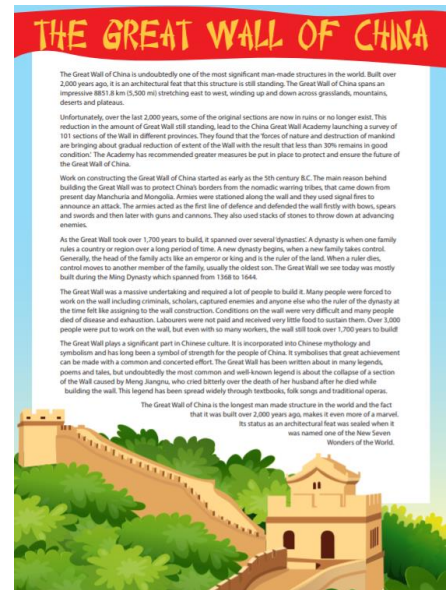 THE GREAT WALL OF CHINA
The Great Wall of China is undoubtedly one of the most significant man-made structures in the world. Built over
2,000 years ago, it is an architectural feat that this structure is still standing. The Great Wall of China spans an
impressive 8851.8 km (5,500 mi) stretching east to west, winding up and down across grasslands, mountains,
deserts and plateaus.
Unfortunately, over the last 2,000 years, some of the original sections are now in ruins or no longer exist. This
reduction in the amount of Great Wall still standing, lead to the China Great Wall Academy launching a survey of
101 sections of the Wall in different provinces. They found that the 'forces of nature and destruction of mankind
are bringing about gradual reduction of extent of the Wall with the result that less than 30% remains in good
condition.' The Academy has recommended greater measures be put in place to protect and ensure the future of
the Great Wall of China.
Work on constructing the Great Wall of China started as early as the 5th century B.C. The main reason behind
building the Great Wall was to protect China's borders from the nomadic warring tribes, that came down from
present day Manchuria and Mongolia. Armies were stationed along the wall and they used signal fires to
announce an attack. The armies acted as the first line of defence and defended the wall firstly with bows, spears
and swords and then later with guns and cannons. They also used stacks of stones to throw down at advancing
enemies.
As the Great Wall took over 1,700 years to build, it spanned over several 'dynasties'. A dynasty is when one family
rules a country or region over a long period of time. A new dynasty begins, when a new family takes control.
Generally, the head of the family acts like an emperor or king and is the ruler of the land. When a ruler dies,
control moves to another member of the family, usually the oldest son. The Great Wall we see today was mostly
built during the Ming Dynasty which spanned from 1368 to 1644.
The Great Wall was a massive undertaking and required a lot of people to build it. Many people were forced to
work on the wall including criminals, scholars, captured enemies and anyone else who the ruler of the dynasty at
the time felt like assigning to the wall construction. Conditions on the wall were very difficult and many people
died of disease and exhaustion. Labourers were not paid and received very little food to sustain them. Over 3,000
people were put to work on the wall, but even with so many workers, the wall still took over 1,700 years to build!
The Great Wall plays a significant part in Chinese culture. It is incorporated into Chinese mythology and
symbolism and has long been a symbol of strength for the people of China. It symbolises that great achievement
can be made with a common and concerted effort. The Great Wall has been written about in many legends,
poems and tales, but undoubtedly the most common and well-known legend is about the collapse of a section
of the Wall caused by Meng Jiangnu, who cried bitterly over the death of her husband after he died while
building the wall. This legend has been spread widely through textbooks, folk songs and traditional operas.
The Great Wall of China is the longest man made structure in the world and the fact
that it was built over 2,000 years ago, makes it even more of a marvel.
Its status as an architectural feat was sealed when it
was named one of the New Seven
Wonders of the World.